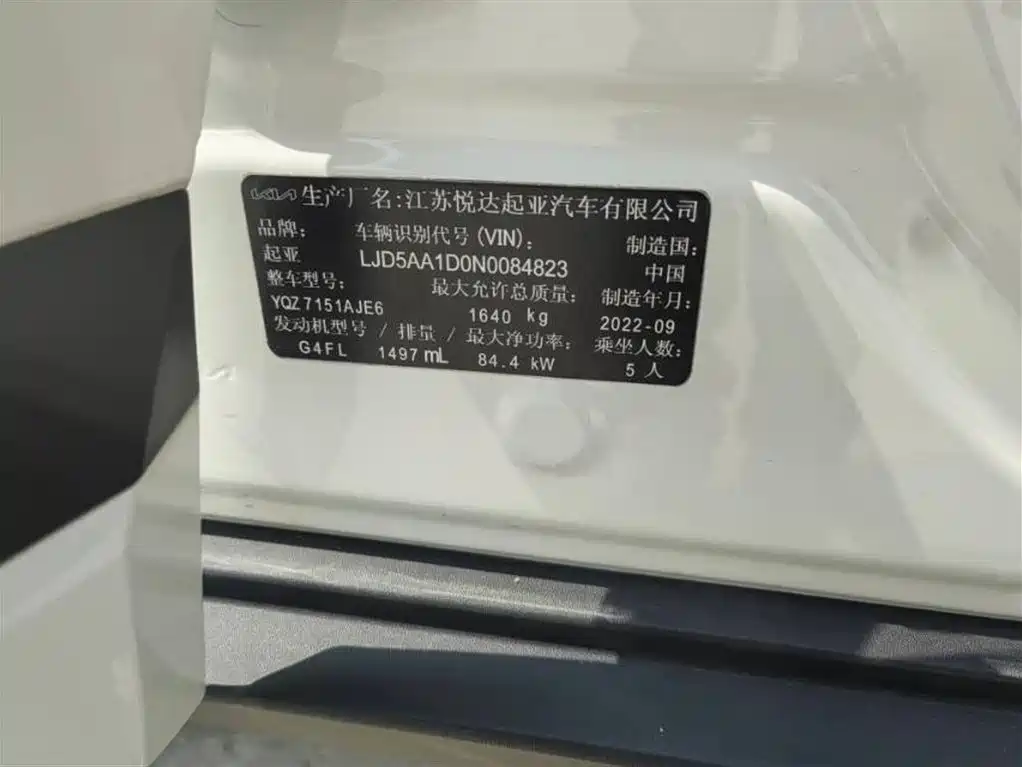 KIA 生产厂名:江苏悦达起亚汽车有限公司
品牌: 车辆识别代号(VIN): 制造国:
起亚 LJD5AA1D0N0084823 中国
整车型号: 最大允许总质量: 制造年月:
YQZ7151AJE6 1640 kg 2022-09
发动机型号 / 排量 / 最大净功率: 乘坐人数:
G4FL 1497 mL 84.4 kW 5 人